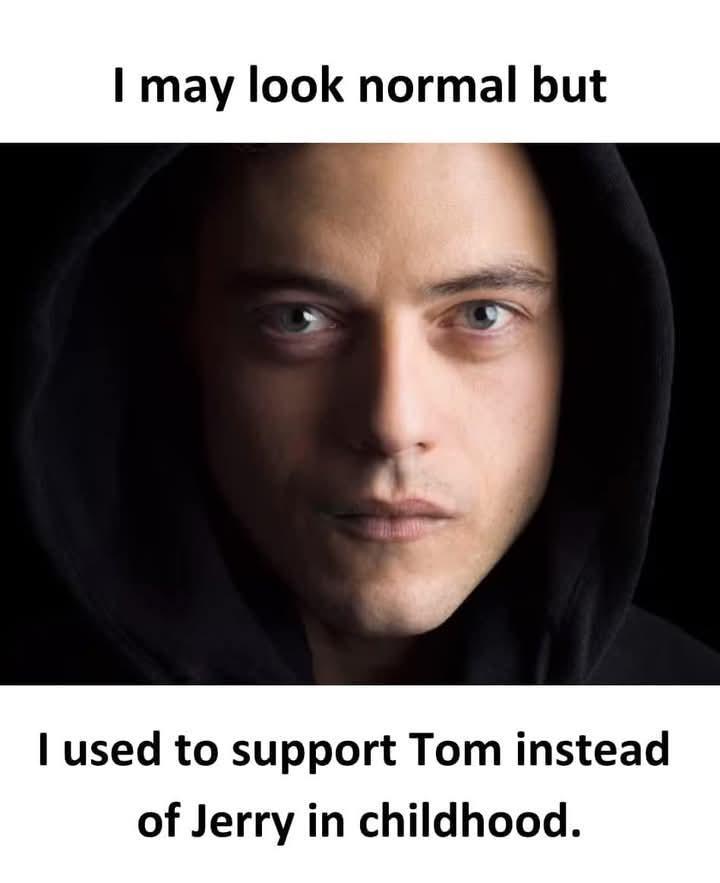 I may look normal but
I used to support Tom instead
of Jerry in childhood.